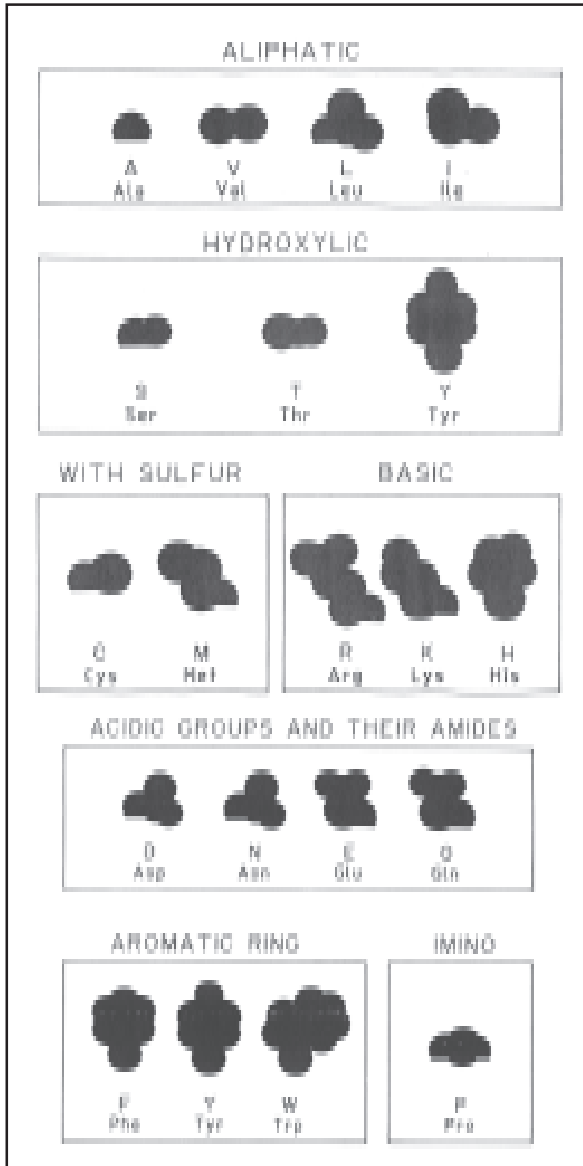 ALIPHATIC
A V L I
Ala Val Leu Ile
HYDROXYLIC
S T Y
Ser Thr Tyr
WITH SULFUR
C M
Cys Met
BASIC
R K H
Arg Lys His
ACIDIC GROUPS AND THEIR AMIDES
D N E Q
Asp Asn Glu Gln
AROMATIC RING
F Y W
Phe Tyr Trp
IMINO
P
Pro